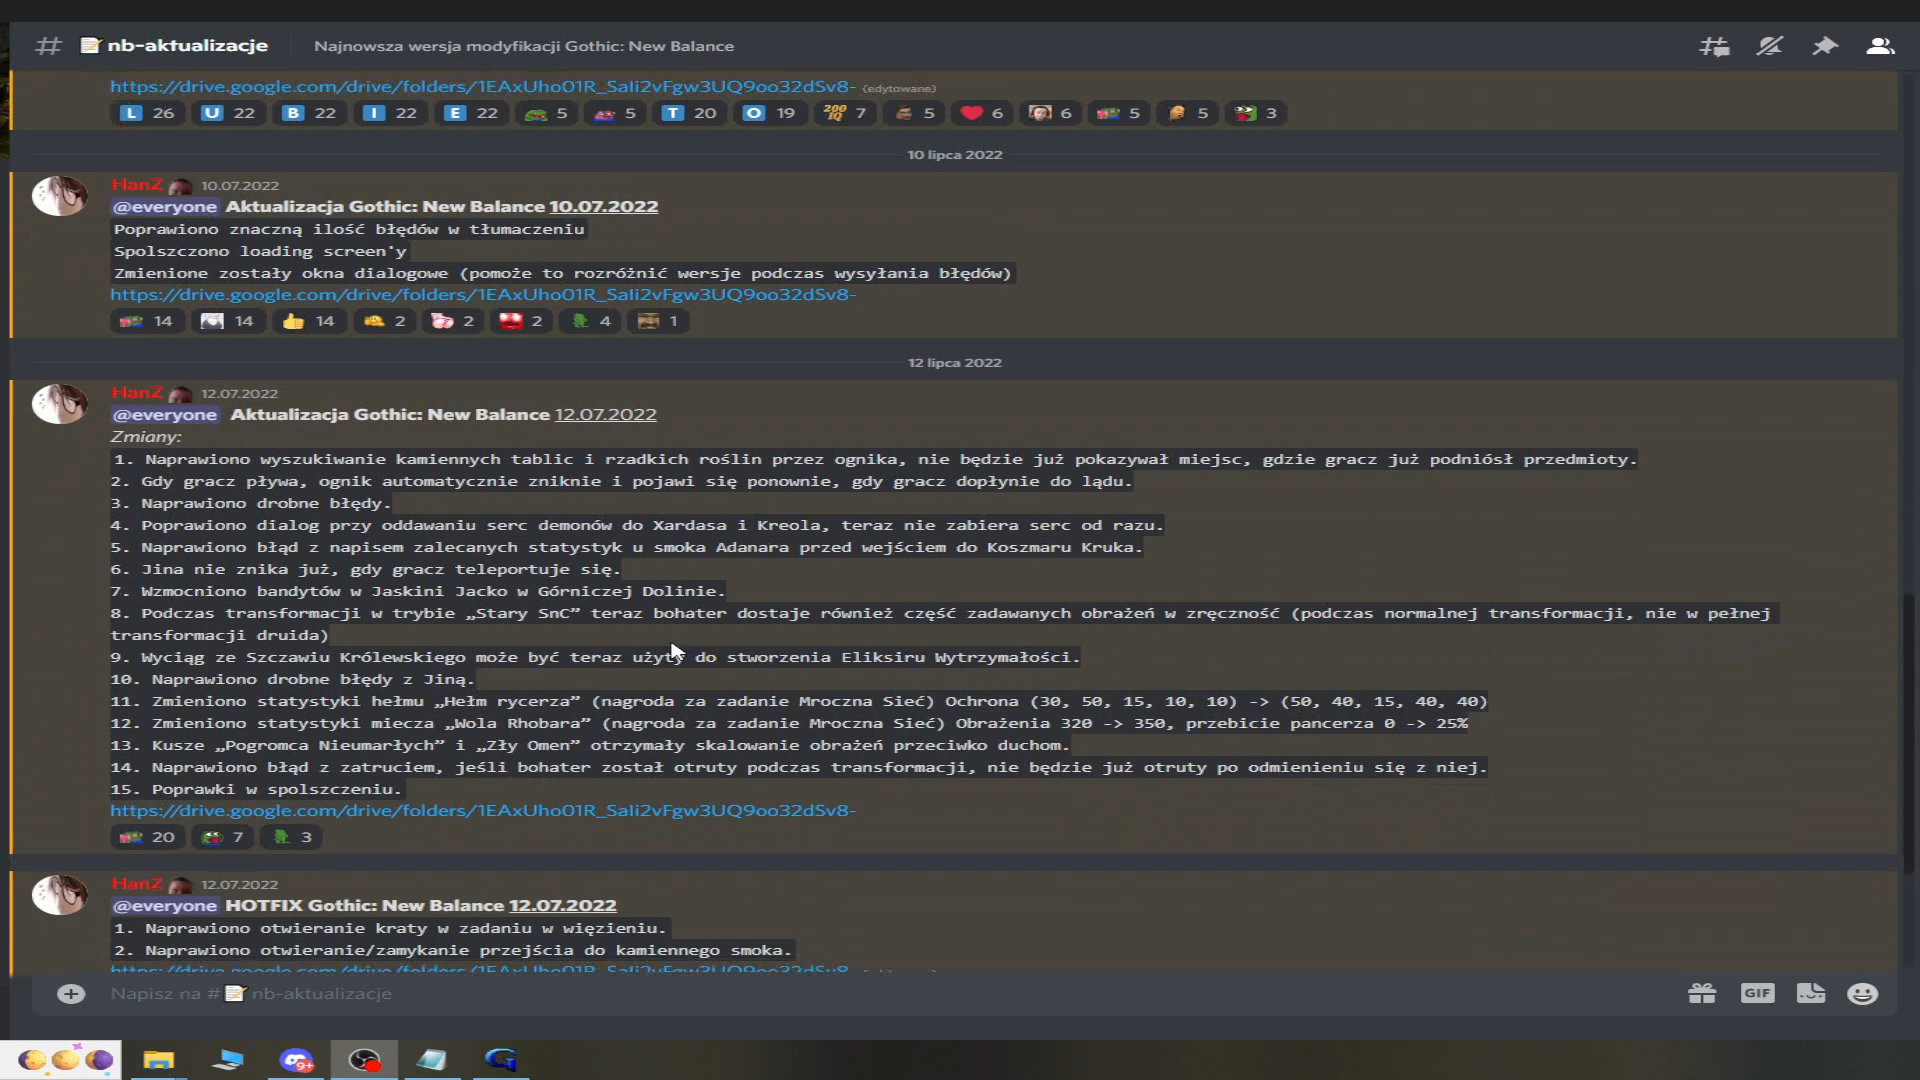 # nb-aktualizacje Najnowsza wersja modyfikacji Gothic: New Balance
https://drive.google.com/drive/folders/1EAxUho01R_SaIi2vFgw3UQ9oo32dSv8- (edytowane)
L 26 U 22 B 22 I 22 E 22 5 5 T 20 O 19 200 IQ 7 5 6 6 5 5 3
10 lipca 2022
HanZ 10.07.2022
@everyone Aktualizacja Gothic: New Balance 10.07.2022
Poprawiono znaczną ilość błędów w tłumaczeniu
Spolszczono loading screen'y
Zmienione zostały okna dialogowe (pomoże to rozróżnić wersje podczas wysyłania błędów)
https://drive.google.com/drive/folders/1EAxUho01R_SaIi2vFgw3UQ9oo32dSv8-
14 14 14 2 2 2 4 1
12 lipca 2022
HanZ 12.07.2022
@everyone Aktualizacja Gothic: New Balance 12.07.2022
Zmiany:
1. Naprawiono wyszukiwanie kamiennych tablic i rzadkich roślin przez ognika, nie będzie już pokazywał miejsc, gdzie gracz już podniósł przedmioty.
2. Gdy gracz pływa, ognik automatycznie zniknie i pojawi się ponownie, gdy gracz dopłynie do lądu.
3. Naprawiono drobne błędy.
4. Poprawiono dialog przy oddawaniu serc demonów do Xardasa i Kreola, teraz nie zabiera serc od razu.
5. Naprawiono błąd z napisem zalecanych statystyk u smoka Adanara przed wejściem do Koszmaru Kruka.
6. Jina nie znika już, gdy gracz teleportuje się.
7. Wzmocniono bandytów w Jaskini Jacko w Górniczej Dolinie.
8. Podczas transformacji w trybie „Stary SnC” teraz bohater dostaje również część zadawanych obrażeń w zręczność (podczas normalnej transformacji, nie w pełnej
transformacji druida)
9. Wyciąg ze Szczawiu Królewskiego może być teraz użyty do stworzenia Eliksiru Wytrzymałości.
10. Naprawiono drobne błędy z Jiną.
11. Zmieniono statystyki hełmu „Hełm rycerza” (nagroda za zadanie Mroczna Sieć) Ochrona (30, 50, 15, 10, 10) -> (50, 40, 15, 40, 40)
12. Zmieniono statystyki miecza „Wola Rhobara” (nagroda za zadanie Mroczna Sieć) Obrażenia 320 -> 350, przebicie pancerza 0 -> 25%
13. Kusze „Pogromca Nieumarłych” i „Zły Omen” otrzymały skalowanie obrażeń przeciwko duchom.
14. Naprawiono błąd z zatruciem, jeśli bohater został otruty podczas transformacji, nie będzie już otruty po odmienieniu się z niej.
15. Poprawki w spolszczeniu.
https://drive.google.com/drive/folders/1EAxUho01R_SaIi2vFgw3UQ9oo32dSv8-
20 7 3
HanZ 12.07.2022
@everyone HOTFIX Gothic: New Balance 12.07.2022
1. Naprawiono otwieranie kraty w zadaniu w więzieniu.
2. Naprawiono otwieranie/zamykanie przejścia do kamiennego smoka.
https://drive.google.com/drive/folders/1EAxUho01R_SaIi2vFgw3UQ9oo32dSv8-
Napisz na # nb-aktualizacje GIF
9+